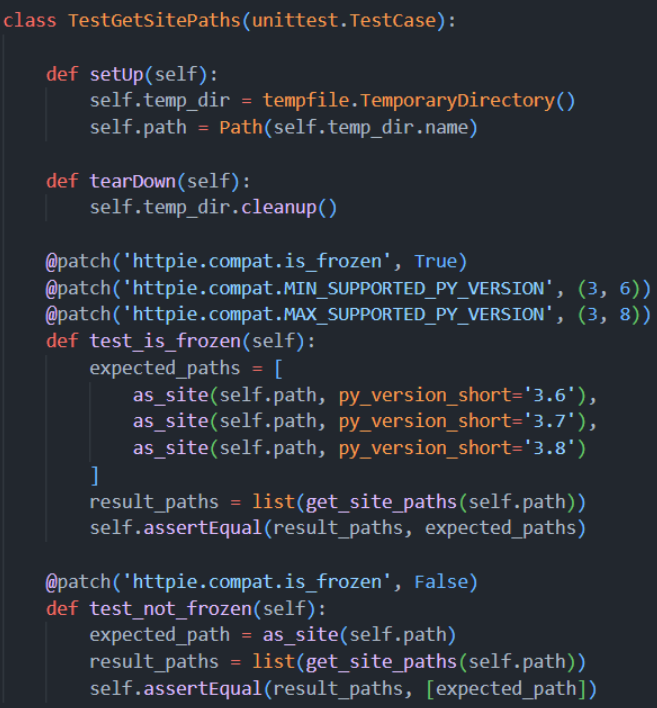 class TestGetSitePaths(unittest.TestCase):
    def setUp(self):
        self.temp_dir = tempfile.TemporaryDirectory()
        self.path = Path(self.temp_dir.name)
    def tearDown(self):
        self.temp_dir.cleanup()
    @patch('httpie.compat.is_frozen', True)
    @patch('httpie.compat.MIN_SUPPORTED_PY_VERSION', (3, 6))
    @patch('httpie.compat.MAX_SUPPORTED_PY_VERSION', (3, 8))
    def test_is_frozen(self):
        expected_paths = [
            as_site(self.path, py_version_short='3.6'),
            as_site(self.path, py_version_short='3.7'),
            as_site(self.path, py_version_short='3.8')
        ]
        result_paths = list(get_site_paths(self.path))
        self.assertEqual(result_paths, expected_paths)
    @patch('httpie.compat.is_frozen', False)
    def test_not_frozen(self):
        expected_path = as_site(self.path)
        result_paths = list(get_site_paths(self.path))
        self.assertEqual(result_paths, [expected_path])